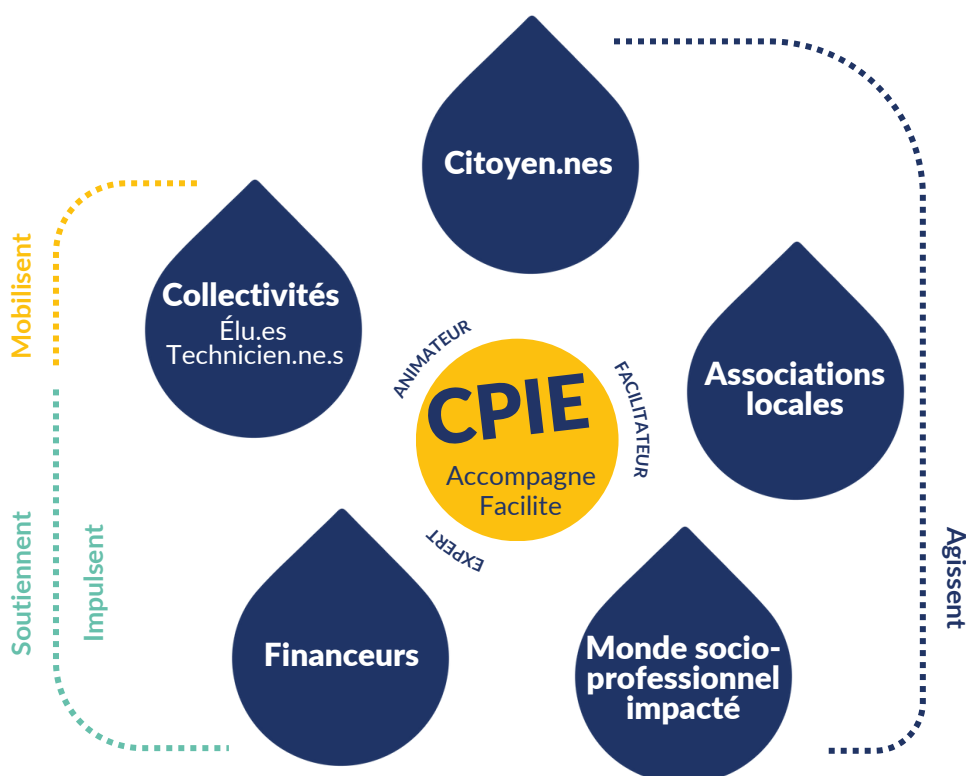 Citoyen.nes
Mobilisent
Collectivités
Élu.es
Technicien.ne.s
ANIMATEUR
FACILITATEUR
CPIE
Accompagne
Facilite
EXPERT
Associations
locales
Soutiennent
Impulsent
Agissent
Financeurs
Monde socio-
professionnel
impacté